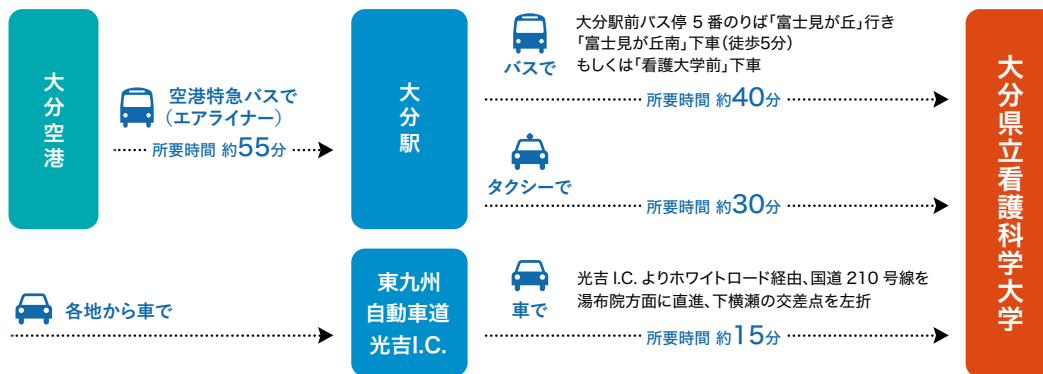 大分空港
空港特急バスで
（エアライナー）
所要時間 約55分
大分駅
バスで
大分駅前バス停 5 番のりば「富士見が丘」行き
「富士見が丘南」下車（徒歩5分）
もしくは「看護大学前」下車
所要時間 約40分
タクシーで
所要時間 約30分
各地から車で
東九州
自動車道
光吉I.C.
車で
光吉 I.C. よりホワイトロード経由、国道 210 号線を
湯布院方面に直進、下横瀬の交差点を左折
所要時間 約15分
大分県立看護科学大学